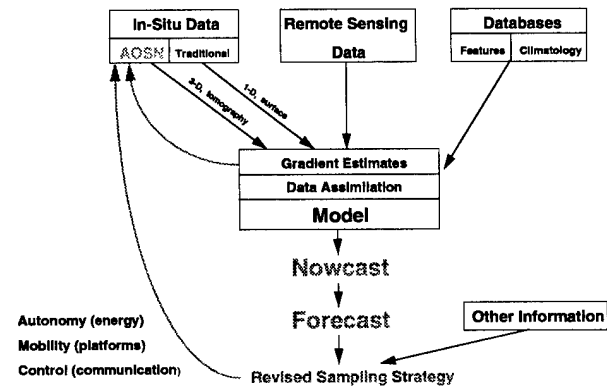 In-Situ Data
AOSN
Traditional
Remote Sensing
Data
Databases
Features
Climatology
3-D, tomography
1-D, surface
Gradient Estimates
Data Assimilation
Model
Nowcast
Forecast
Autonomy (energy)
Mobility (platforms)
Control (communication)
Other Information
Revised Sampling Strategy